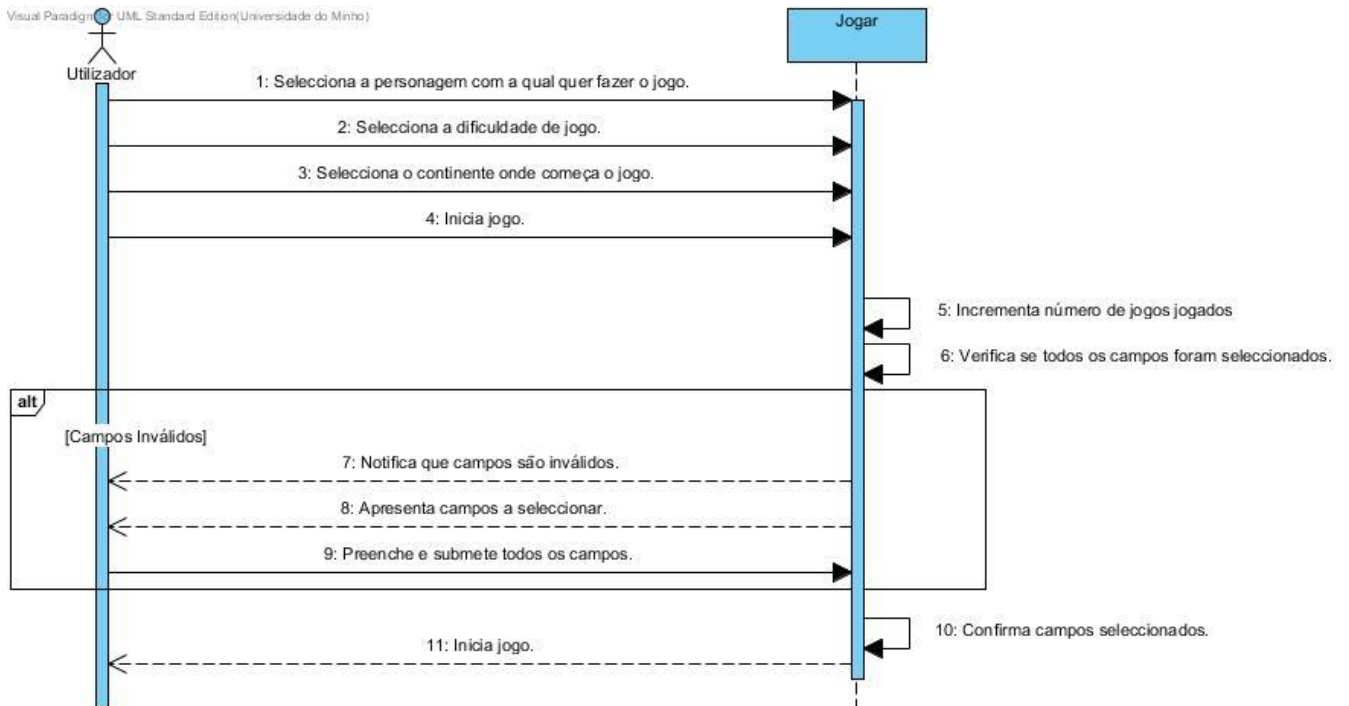 Visual Paradigm for UML Standard Edition(Universidade do Minho)
Jogar
Utilizador
1: Selecciona a personagem com a qual quer fazer o jogo.
2: Selecciona a dificuldade de jogo.
3: Selecciona o continente onde começa o jogo.
4: Inicia jogo.
5: Incrementa número de jogos jogados
6: Verifica se todos os campos foram seleccionados.
alt
[Campos Inválidos]
7: Notifica que campos são inválidos.
8: Apresenta campos a seleccionar.
9: Preenche e submete todos os campos.
10: Confirma campos seleccionados.
11: Inicia jogo.